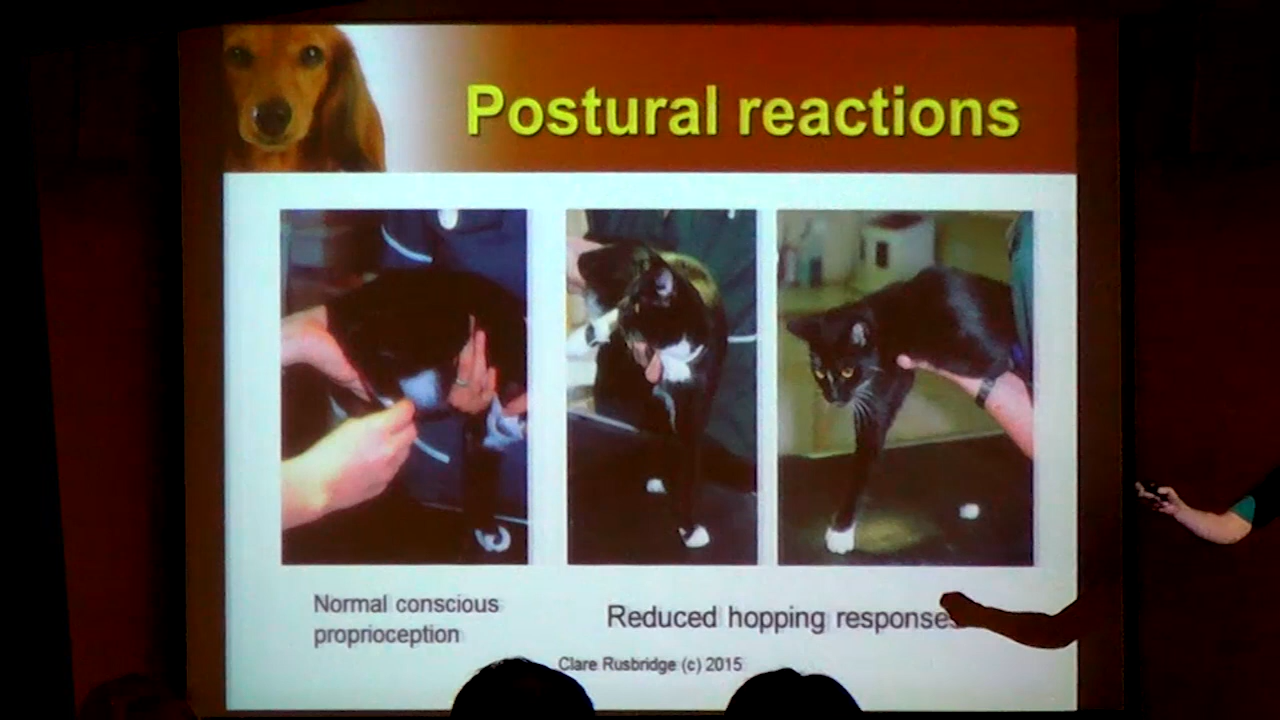 Postural reactions
Normal conscious
proprioception
Reduced hopping responses
Clare Rusbridge (c) 2015